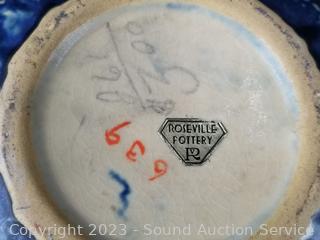 ROSEVILLE
POTTERY
R
639
Copyright 2023 - Sound Auction Service